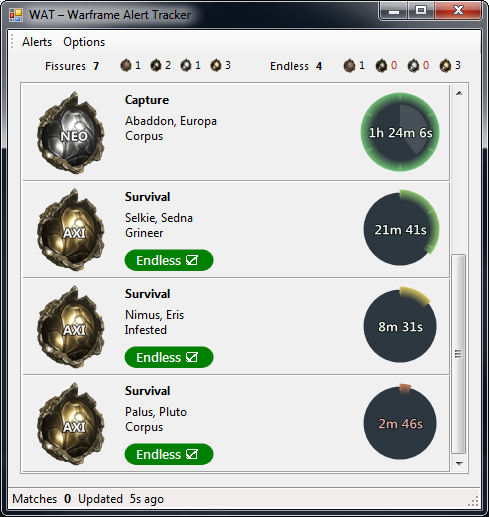 WAT – Warframe Alert Tracker
Alerts Options
Fissures 7 1 2 1 3 Endless 4 1 0 0 3
NEO
Capture
Abaddon, Europa
Corpus
1h 24m 6s
AXI
Survival
Selkie, Sedna
Grineer
Endless
21m 41s
AXI
Survival
Nimus, Eris
Infested
Endless
8m 31s
AXI
Survival
Palus, Pluto
Corpus
Endless
2m 46s
Matches 0 Updated 5s ago